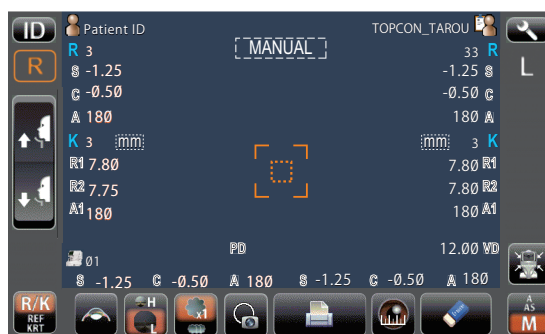 ID Patient ID TOPCON_TAROU
R 3 MANUAL 33 R
R L
S -1.25 -1.25 S
C -0.50 -0.50 C
A 180 180 A
K 3 mm mm 3 K
R1 7.80 7.80 R1
R2 7.75 7.80 R2
A1 180 180 A1
PD 12.00 VD
01
S -1.25 C -0.50 A 180 S -1.25 C -0.50 A 180
R/K
REF
KRT
H
L
x1
A
AS
M